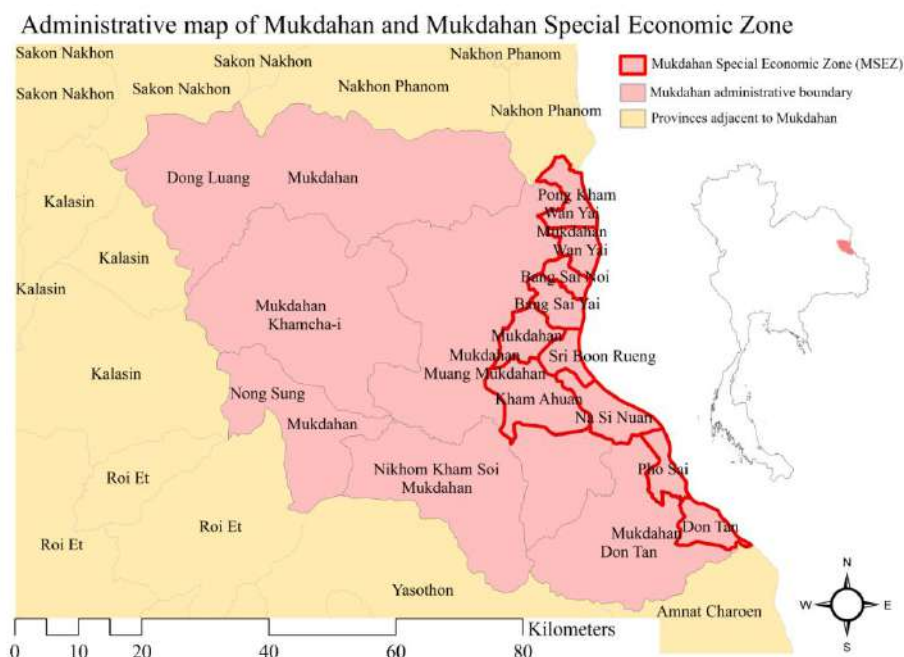 Administrative map of Mukdahan and Mukdahan Special Economic Zone
Sakon Nakhon
Sakon Nakhon
Nakhon Phanom
Mukdahan Special Economic Zone (MSEZ)
Sakon Nakhon
Sakon Nakhon
Nakhon Phanom
Mukdahan administrative boundary
Nakhon Phanom
Provinces adjacent to Mukdahan
Dong Luang
Mukdahan
Kalasin
Pong Kham
Wan Yai
Mukdahan
Wan Yai
Kalasin
Kalasin
Bang Sai Noi
Mukdahan
Khamcha-i
Bang Sai Yai
Mukdahan
Mukdahan
Sri Boon Rueng
Kalasin
Muang Mukdahan
Nong Sung
Kham Ahuan
Mukdahan
Na Si Nuan
Roi Et
Nikhom Kham Soi
Mukdahan
Pho Sai
Roi Et
Roi Et
Mukdahan
Don Tan
Don Tan
Yasothon
Amnat Charoen
N
W
E
S
Kilometers
0 10 20 40 60 80